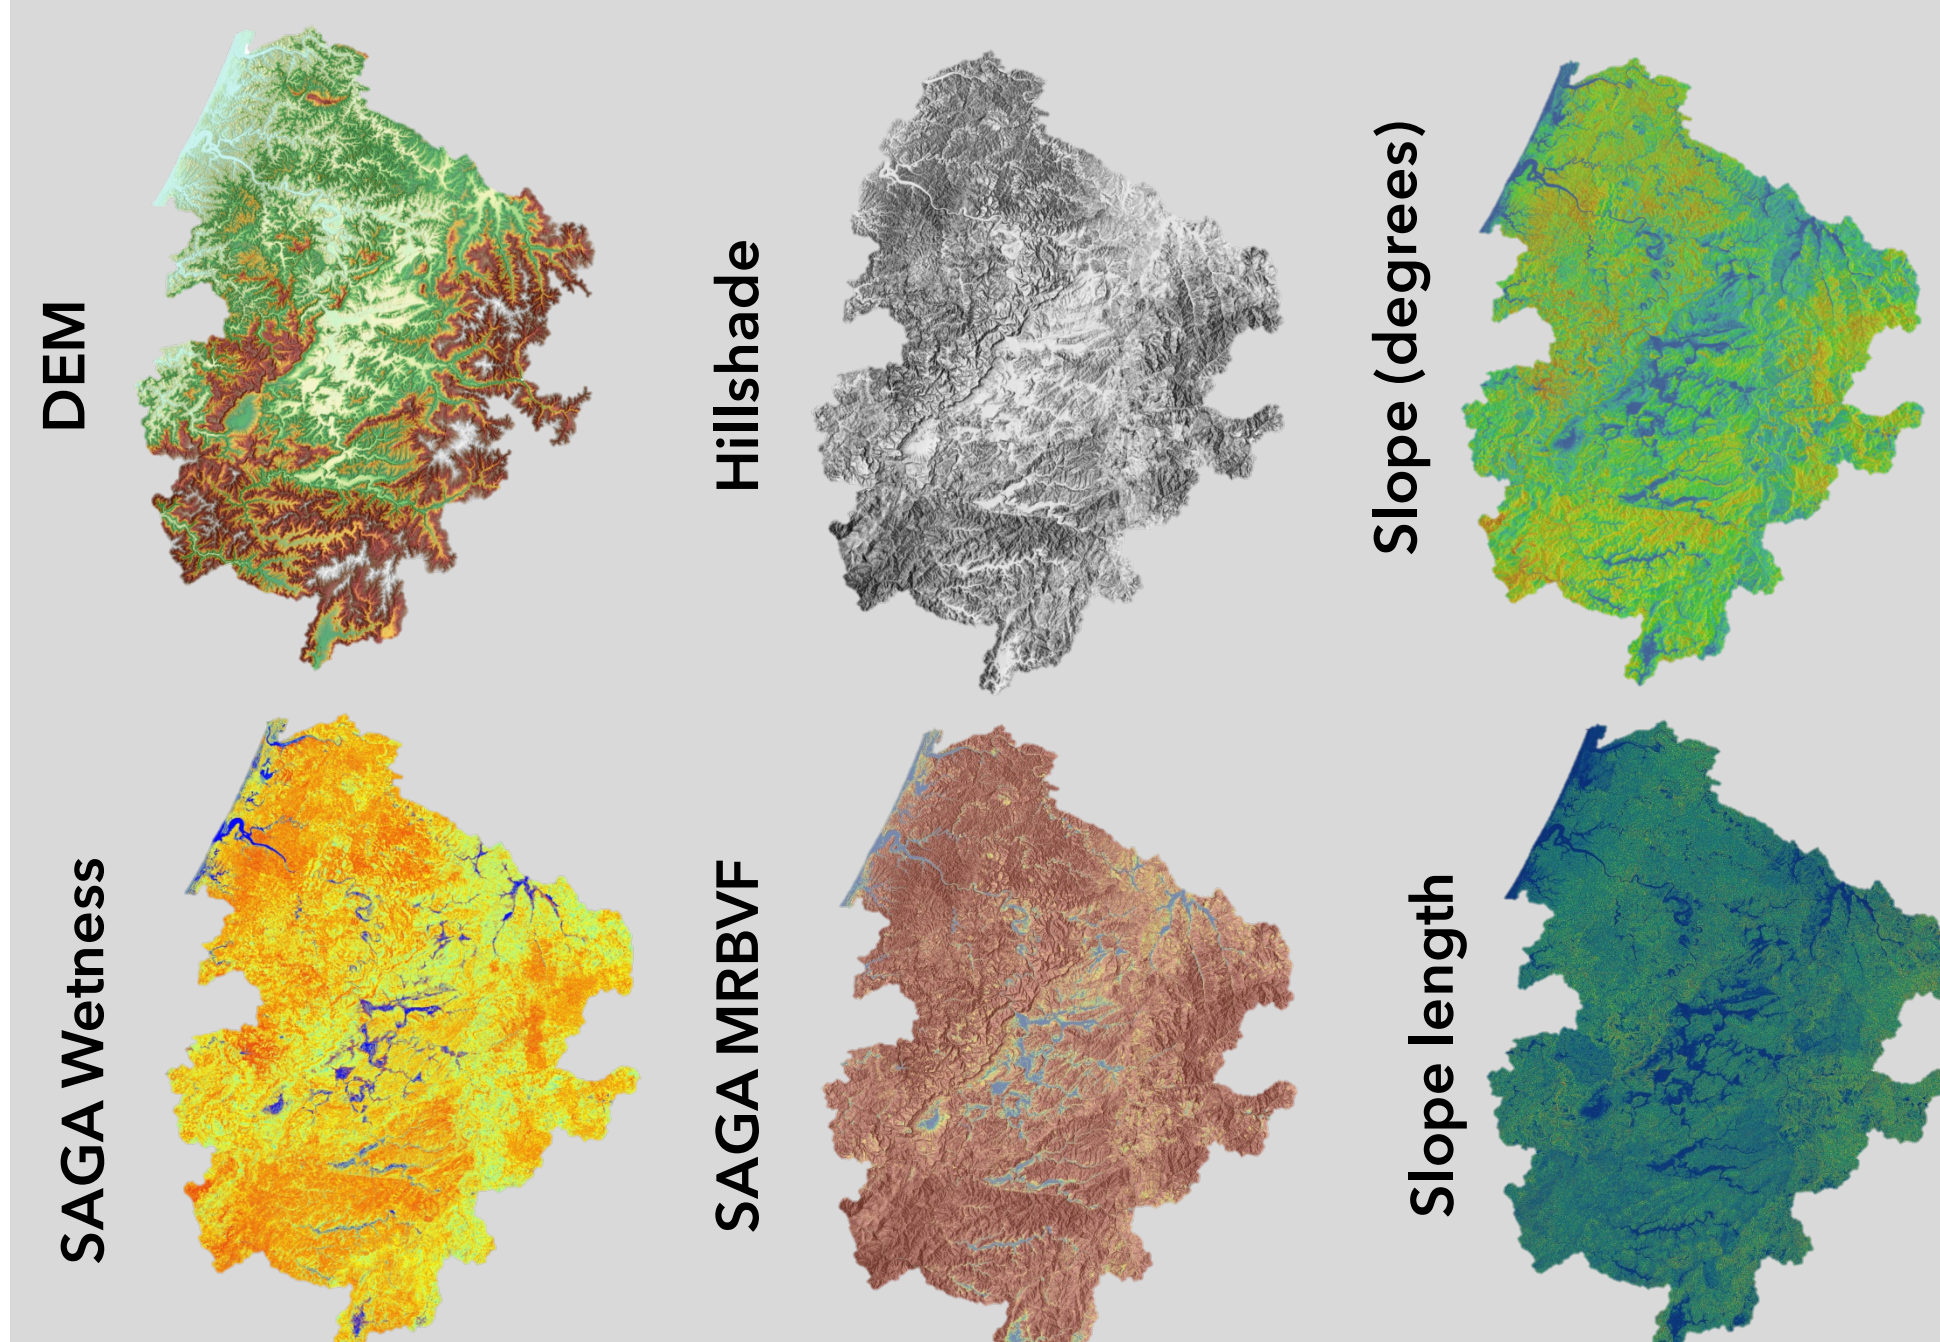 DEM
Hillshade
Slope (degrees)
SAGA Wetness
SAGA MRBVF
Slope length